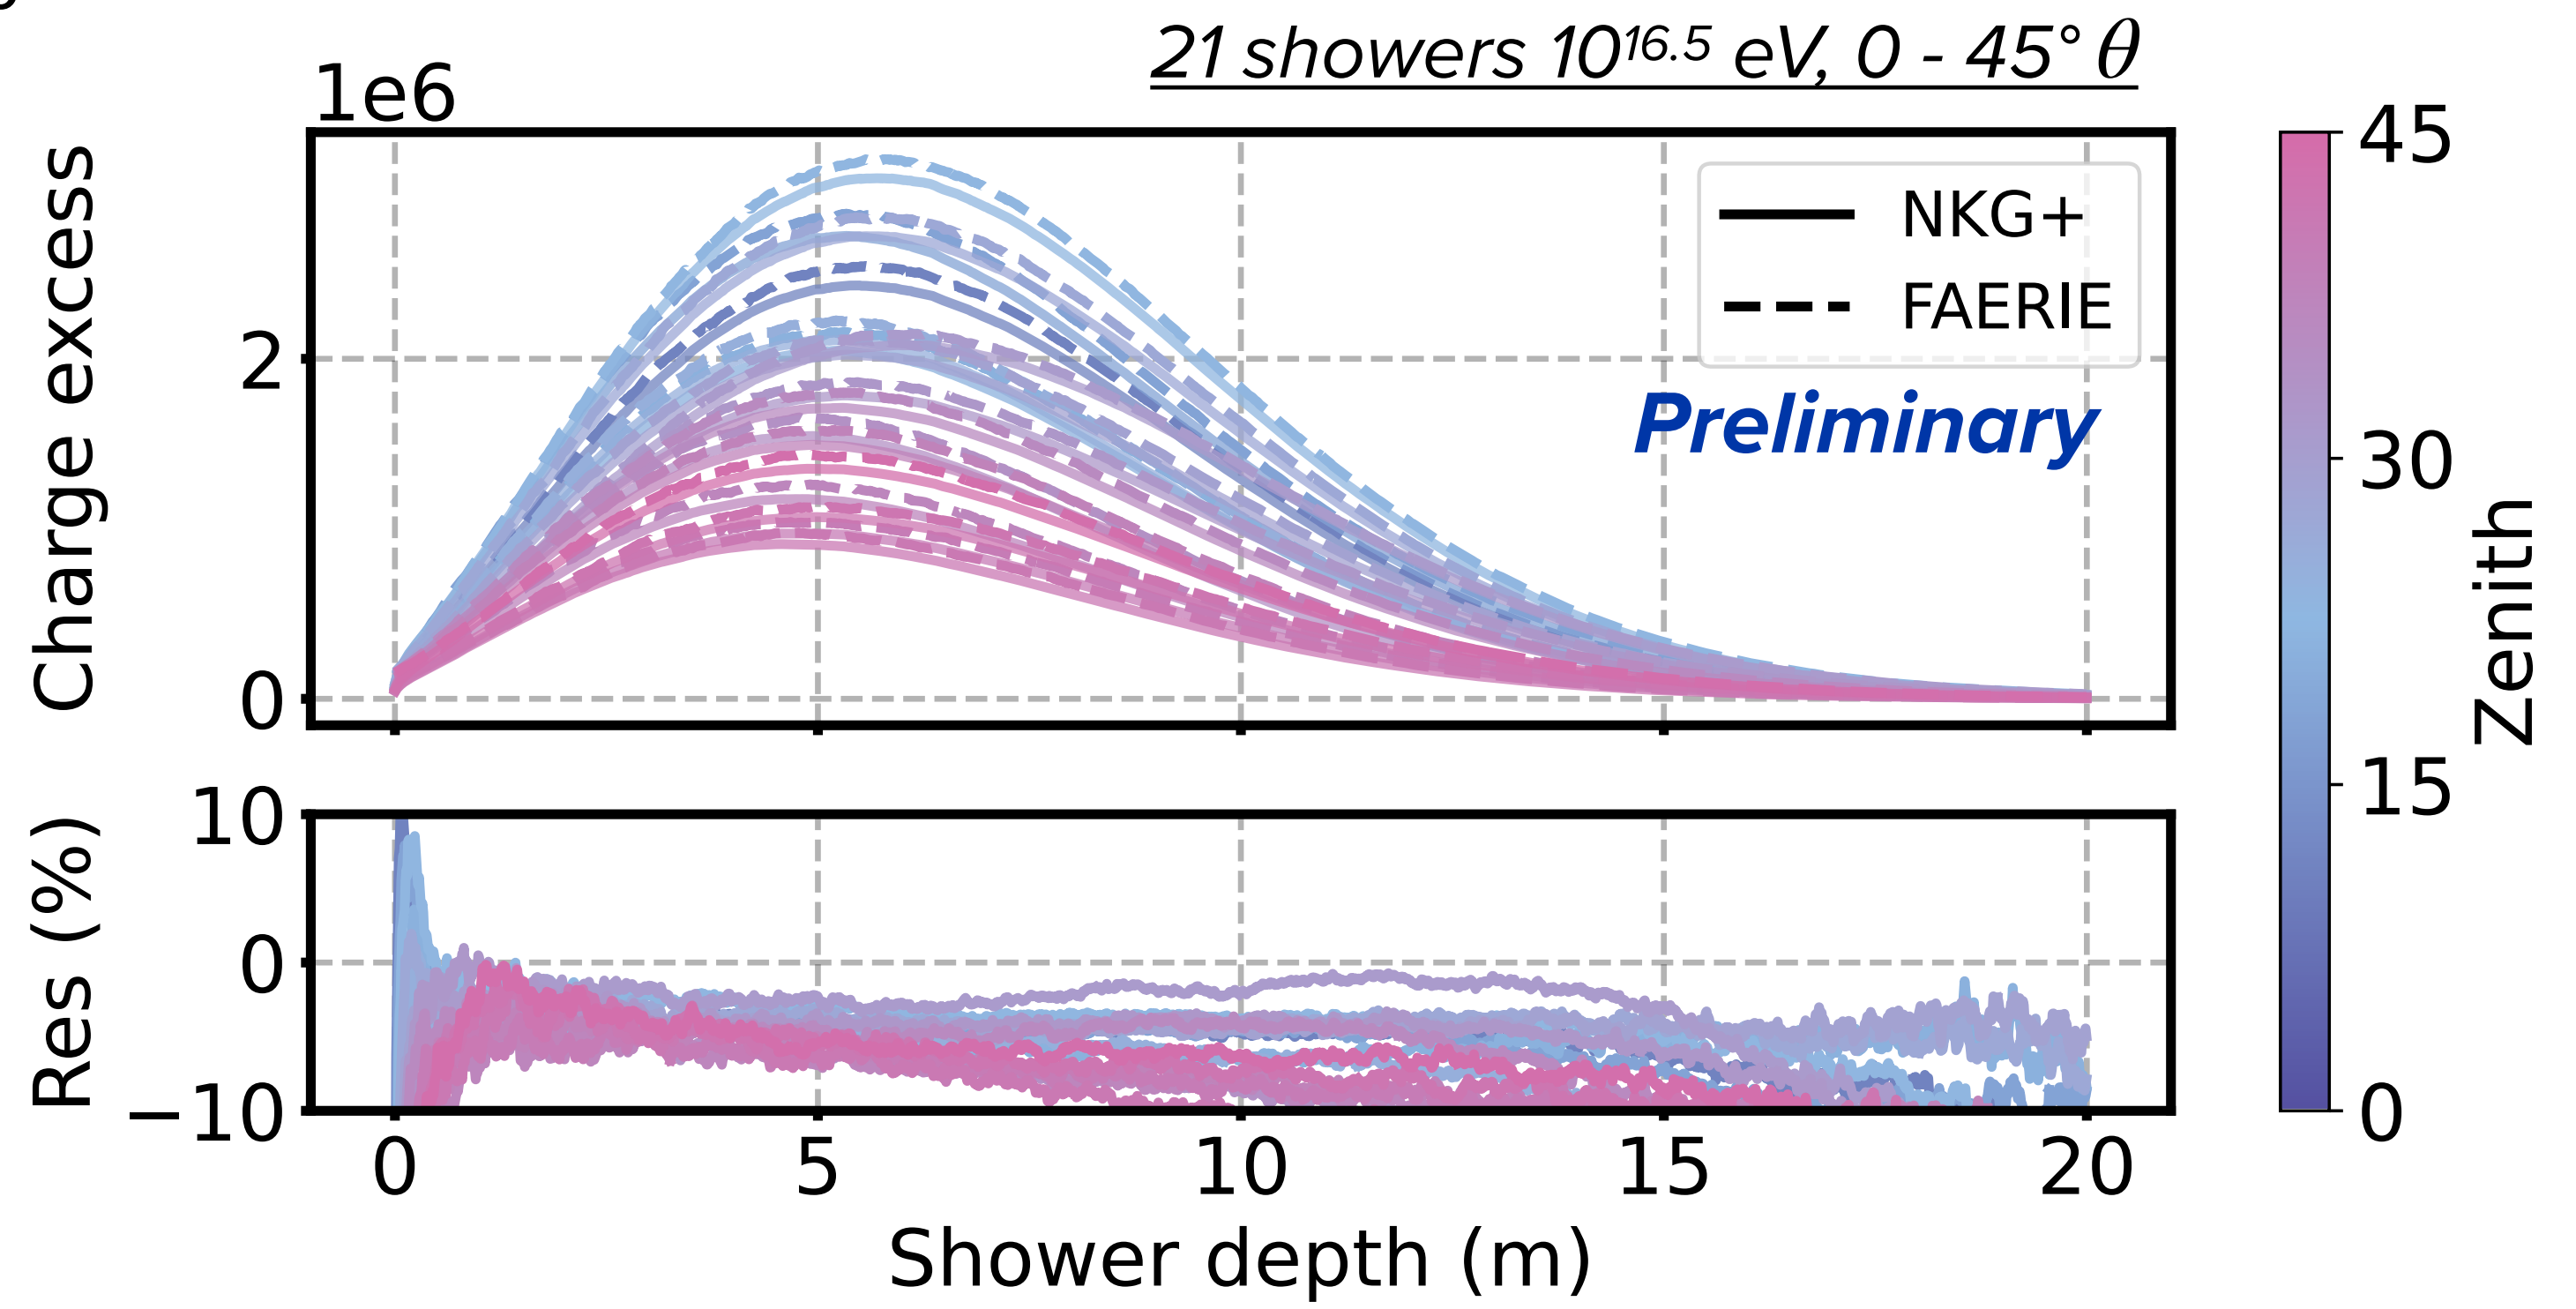 21 showers 10^16.5 eV, 0 - 45° θ
1e6
Charge excess
2
0
NKG+
FAERIE
Preliminary
45
30
15
0
Zenith
Res (%)
10
0
−10
0 5 10 15 20
Shower depth (m)